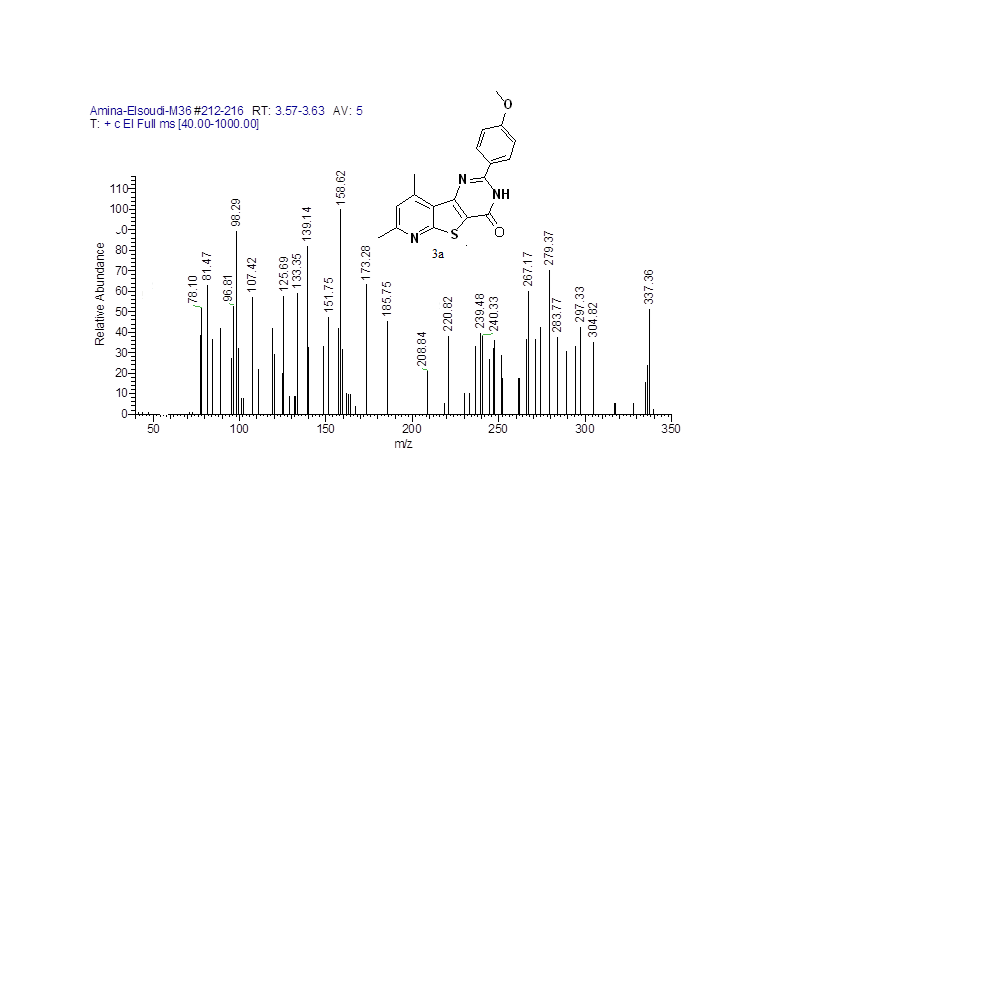 Amina-Elsoudi-M36 #212-216 RT: 3.57-3.63 AV: 5
T: + c EI Full ms [40.00-1000.00]
O
N
NH
O
N
S
3a
158.62
98.29
139.14
279.37
81.47
173.28
267.17
125.69
133.35
107.42
78.10
96.81
337.36
151.75
185.75
297.33
239.48
240.33
220.82
283.77
304.82
208.84
110
100
90
80
70
60
50
40
30
20
10
0
Relative Abundance
50 100 150 200 250 300 350
m/z